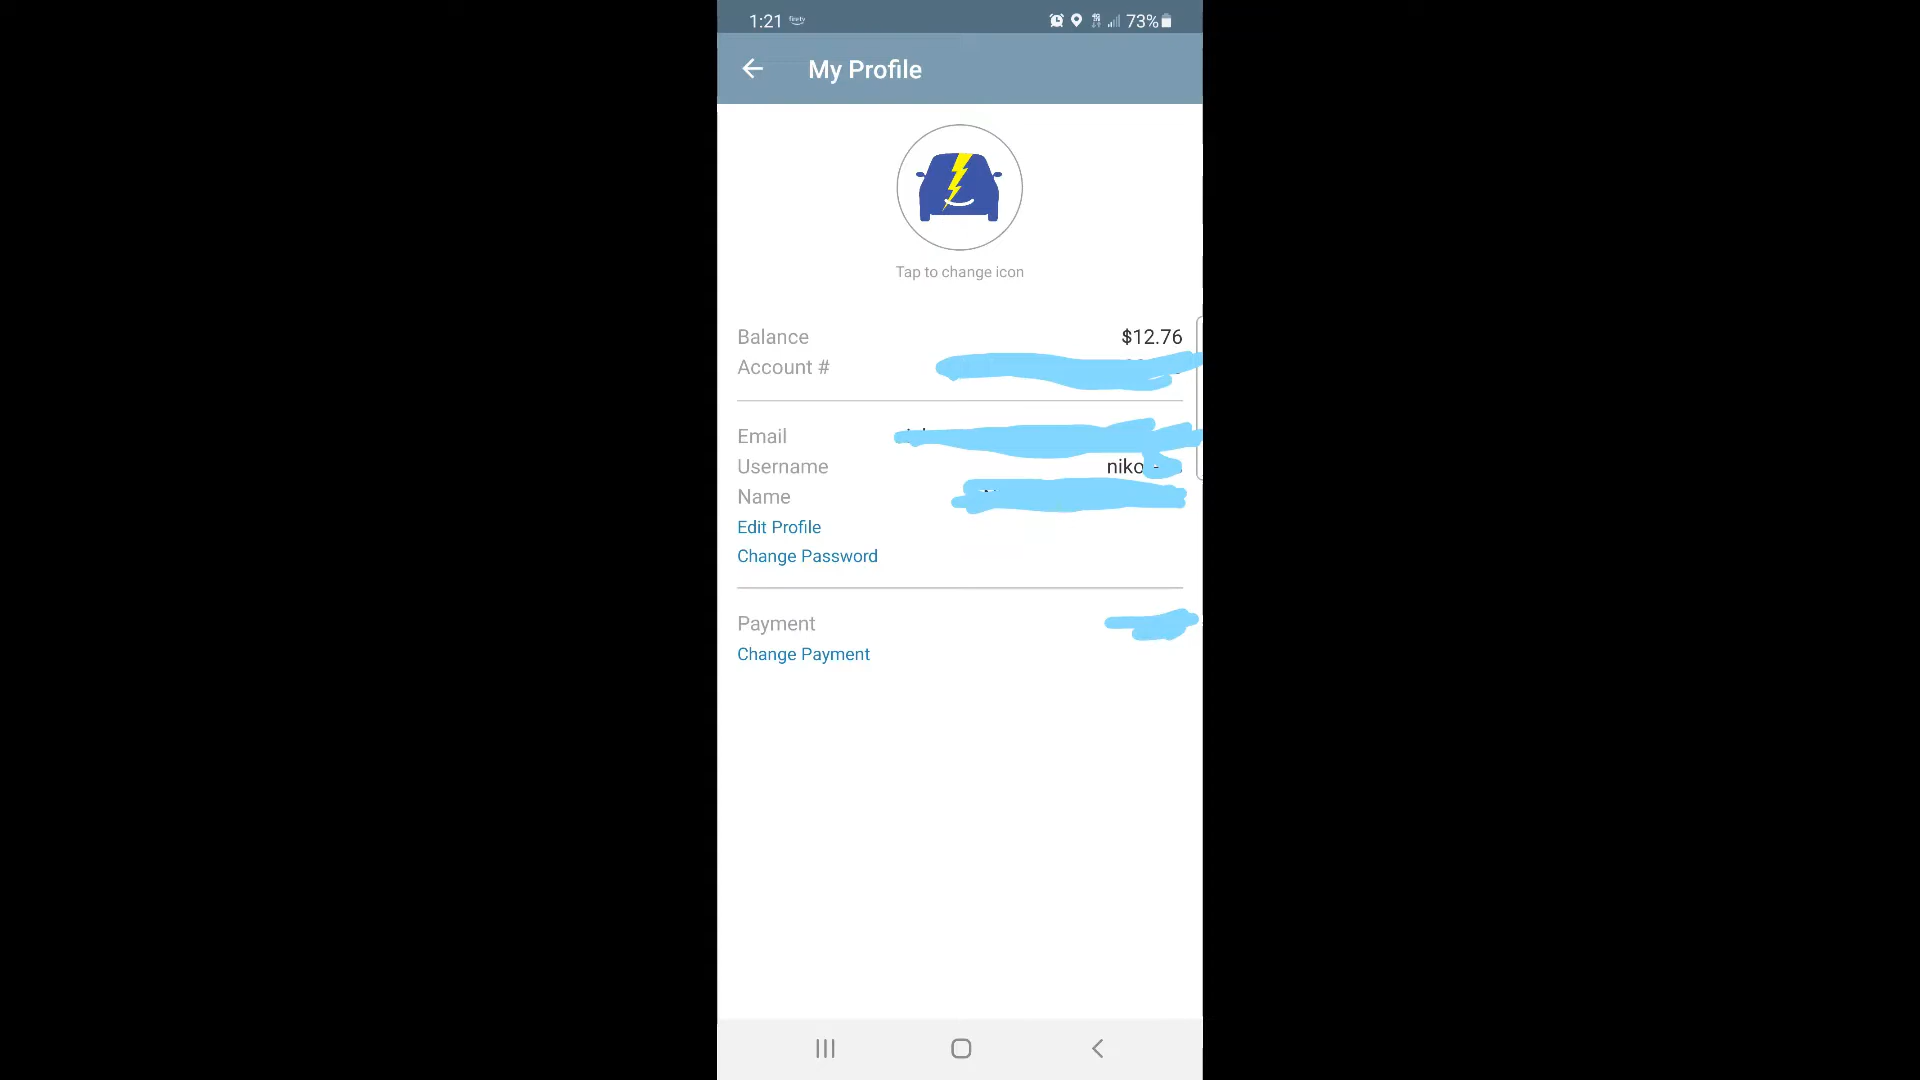 1:21 73%
My Profile
Tap to change icon
Balance $12.76
Account #
Email
Username niko
Name
Edit Profile
Change Password
Payment
Change Payment